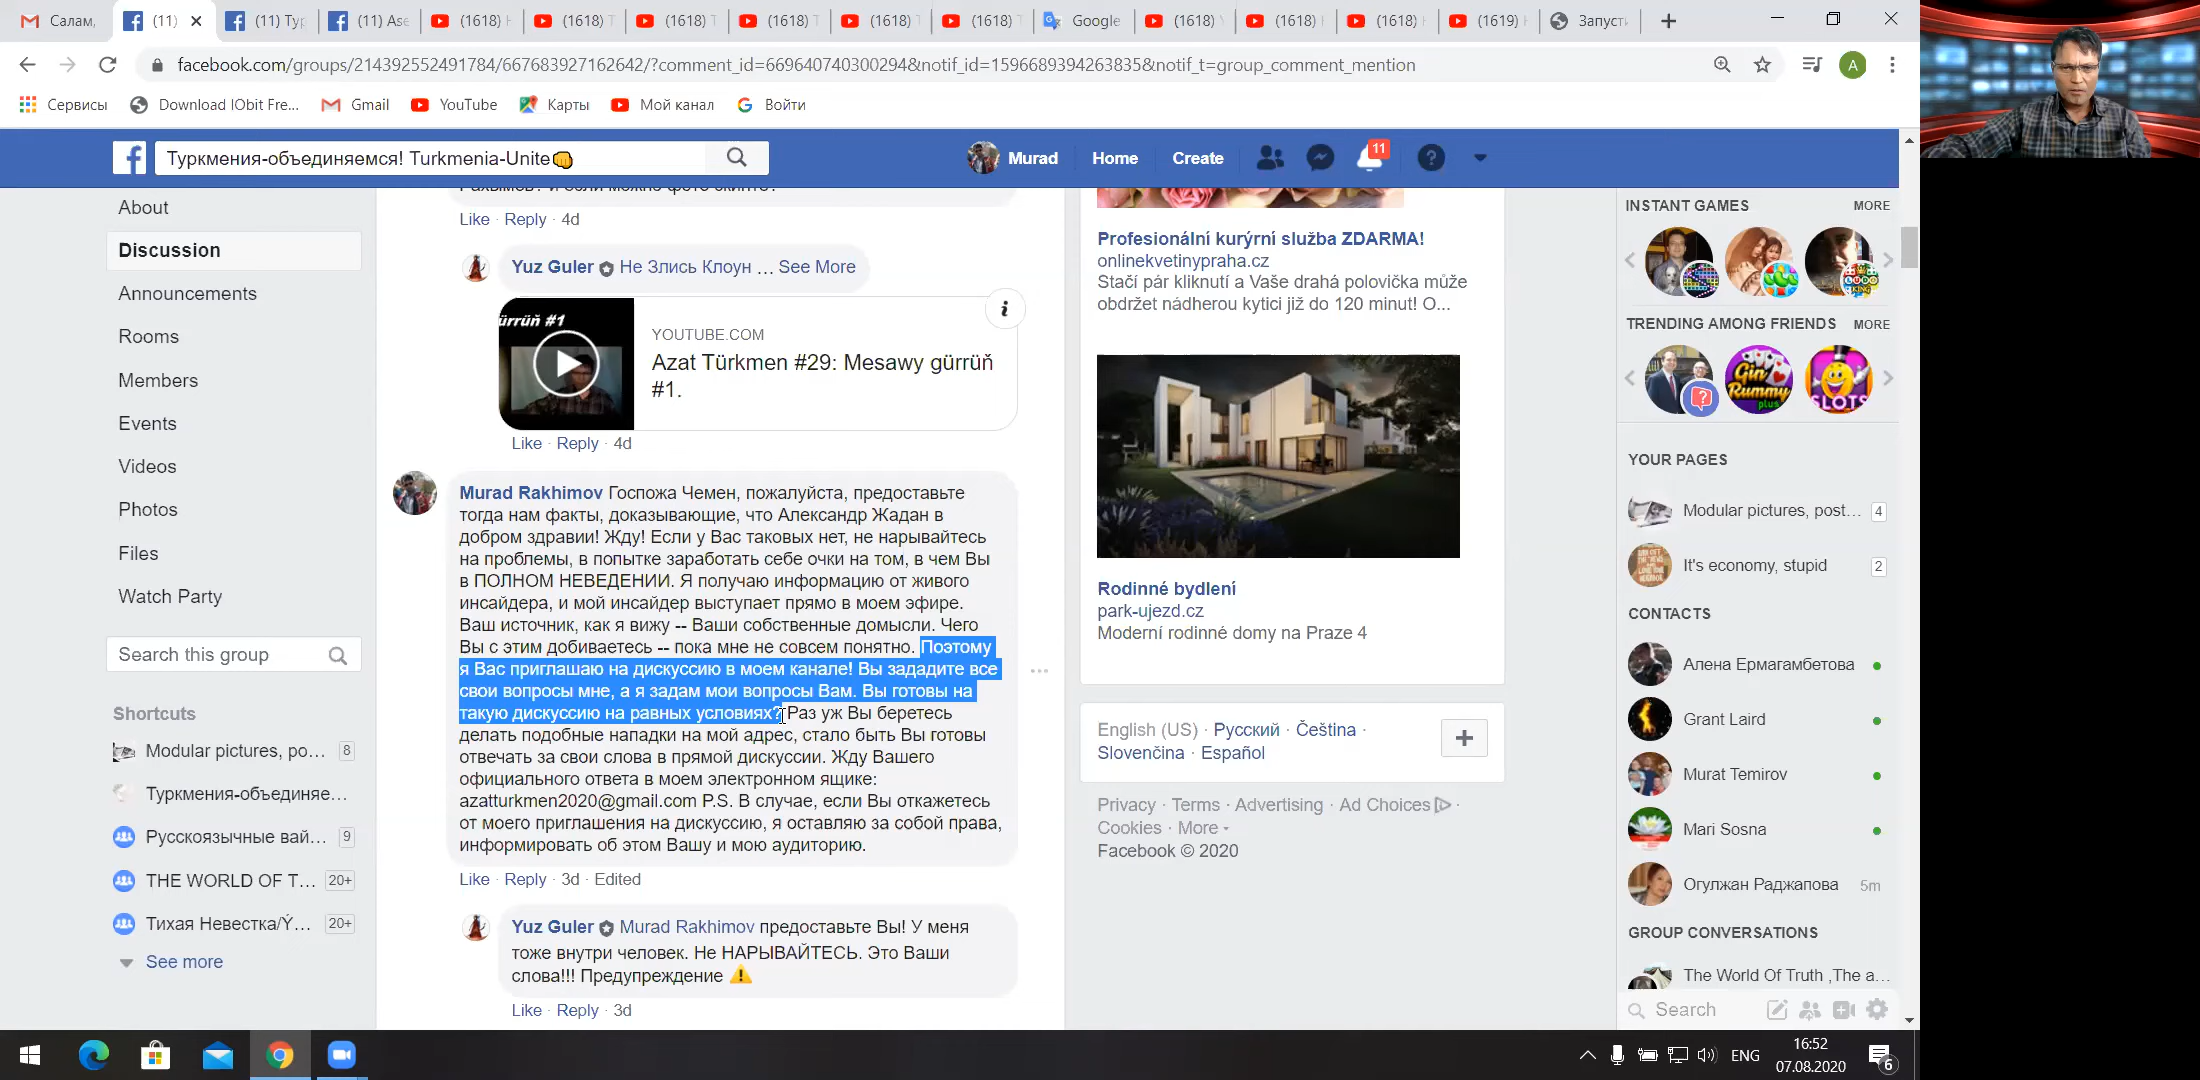 Салам,
(11)
(11) Тур
(11) Ase
(1618)
(1618) T
(1618) T
(1618) T
(1618)
(1618) T
Google
(1618)
(1618)
(1618)
(1619)
Запуст
facebook.com/groups/214392552491784/667683927162642/?comment_id=669640740300294&notif_id=1596689394263835&notif_t=group_comment_mention
A
Сервисы
Download IObit Fre...
Gmail
YouTube
Карты
Мой канал
Войти
Туркмения-объединяемся! Turkmenia-Unite👊
Murad
Home
Create
11
About
Discussion
Announcements
Rooms
Members
Events
Videos
Photos
Files
Watch Party
Search this group
Shortcuts
Modular pictures, po... 8
Туркмения-объединяе...
Русскоязычные вай... 9
THE WORLD OF T... 20+
Тихая Невестка/Ý... 20+
See more
Like · Reply · 4d
Yuz Guler Не Злись Клоун ... See More
ürrüň #1
YOUTUBE.COM
Azat Türkmen #29: Mesawy gürrüň
#1.
Like · Reply · 4d
Murad Rakhimov Госпожа Чемен, пожалуйста, предоставьте
тогда нам факты, доказывающие, что Александр Жадан в
добром здравии! Жду! Если у Вас таковых нет, не нарывайтесь
на проблемы, в попытке заработать себе очки на том, в чем Вы
в ПОЛНОМ НЕВЕДЕНИИ. Я получаю информацию от живого
инсайдера, и мой инсайдер выступает прямо в моем эфире.
Ваш источник, как я вижу -- Ваши собственные домысли. Чего
Вы с этим добиваетесь -- пока мне не совсем понятно. Поэтому
я Вас приглашаю на дискуссию в моем канале! Вы зададите все
свои вопросы мне, а я задам мои вопросы Вам. Вы готовы на
такую дискуссию на равных условиях? Раз уж Вы беретесь
делать подобные нападки на мой адрес, стало быть Вы готовы
отвечать за свои слова в прямой дискуссии. Жду Вашего
официального ответа в моем электронном ящике:
azatturkmen2020@gmail.com P.S. В случае, если Вы откажетесь
от моего приглашения на дискуссию, я оставляю за собой права,
информировать об этом Вашу и мою аудиторию.
Like · Reply · 3d · Edited
Yuz Guler Murad Rakhimov предоставьте Вы! У меня
тоже внутри человек. Не НАРЫВАЙТЕСЬ. Это Ваши
слова!!! Предупреждение ⚠️
Like · Reply · 3d
Profesionální kurýrní služba ZDARMA!
onlinekvetinypraha.cz
Stačí pár kliknutí a Vaše drahá polovička může
obdržet nádherou kytici již do 120 minut! O...
Rodinné bydlení
park-ujezd.cz
Moderní rodinné domy na Praze 4
English (US) · Русский · Čeština ·
Slovenčina · Español
Privacy · Terms · Advertising · Ad Choices ·
Cookies · More
Facebook © 2020
INSTANT GAMES MORE
LUDO
KING
TRENDING AMONG FRIENDS MORE
Gin
Rummy
plus
SLOTS
YOUR PAGES
Modular pictures, post... 4
It's economy, stupid 2
CONTACTS
Алена Ермагамбетова
Grant Laird
Murat Temirov
Mari Sosna
Огулжан Раджапова 5m
GROUP CONVERSATIONS
The World Of Truth ,The a...
Search
ENG
16:52
07.08.2020
6